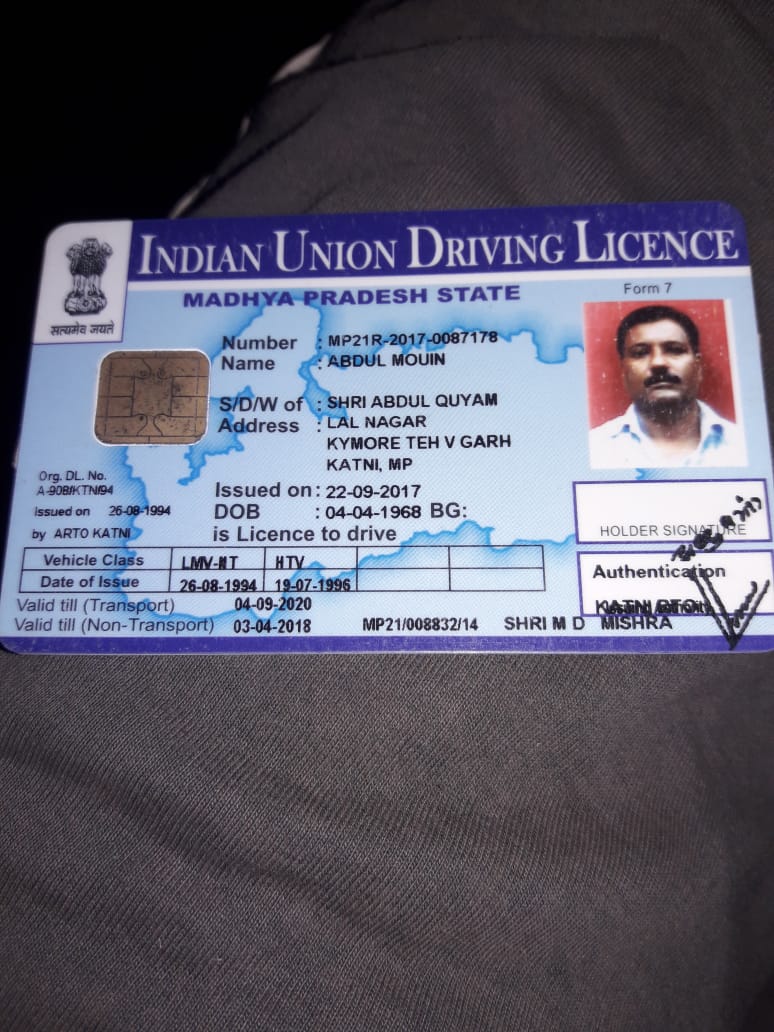 INDIAN UNION DRIVING LICENCE
सत्यमेव जयते
MADHYA PRADESH STATE
Form 7
Number : MP21R-2017-0087178
Name : ABDUL MOUIN
S/D/W of : SHRI ABDUL QUYAM
Address : LAL NAGAR
KYMORE TEH V GARH
KATNI, MP
Org. DL. No.
A-908/KTNI/94
Issued on 26-08-1994
by ARTO KATNI
Issued on : 22-09-2017
DOB : 04-04-1968 BG:
is Licence to drive
HOLDER SIGNATURE
Vehicle Class LMV-NT HTV
Date of Issue 26-08-1994 19-07-1996
Authentication
KATNI RTO
Valid till (Transport) 04-09-2020
Valid till (Non-Transport) 03-04-2018 MP21/008832/14 SHRI M D MISHRA